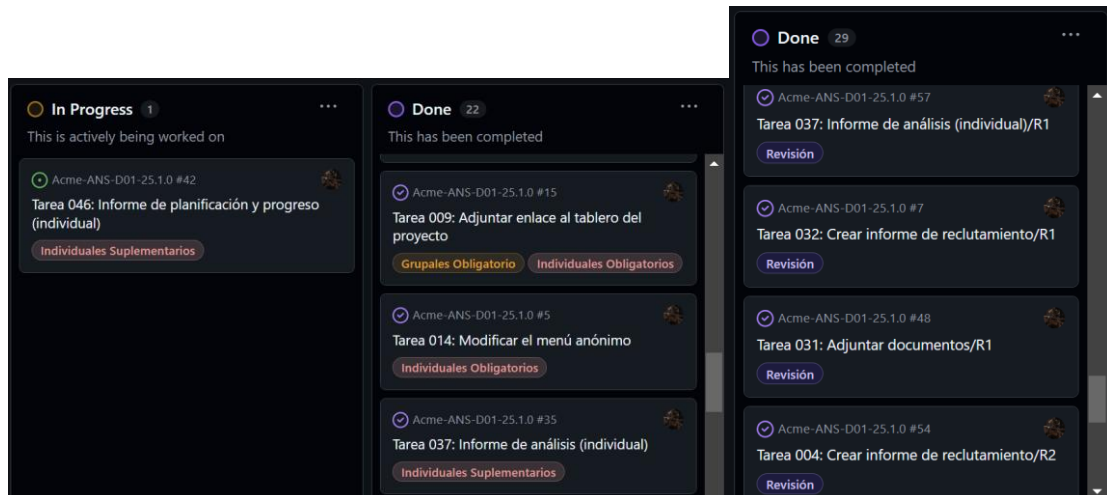 In Progress 1
This is actively being worked on
Acme-ANS-D01-25.1.0 #42
Tarea 046: Informe de planificación y progreso
(individual)
Individuales Suplementarios
Done 22
This has been completed
Acme-ANS-D01-25.1.0 #15
Tarea 009: Adjuntar enlace al tablero del
proyecto
Grupales Obligatorio Individuales Obligatorios
Acme-ANS-D01-25.1.0 #5
Tarea 014: Modificar el menú anónimo
Individuales Obligatorios
Acme-ANS-D01-25.1.0 #35
Tarea 037: Informe de análisis (individual)
Individuales Suplementarios
Done 29
This has been completed
Acme-ANS-D01-25.1.0 #57
Tarea 037: Informe de análisis (individual)/R1
Revisión
Acme-ANS-D01-25.1.0 #7
Tarea 032: Crear informe de reclutamiento/R1
Revisión
Acme-ANS-D01-25.1.0 #48
Tarea 031: Adjuntar documentos/R1
Revisión
Acme-ANS-D01-25.1.0 #54
Tarea 004: Crear informe de reclutamiento/R2
Revisión